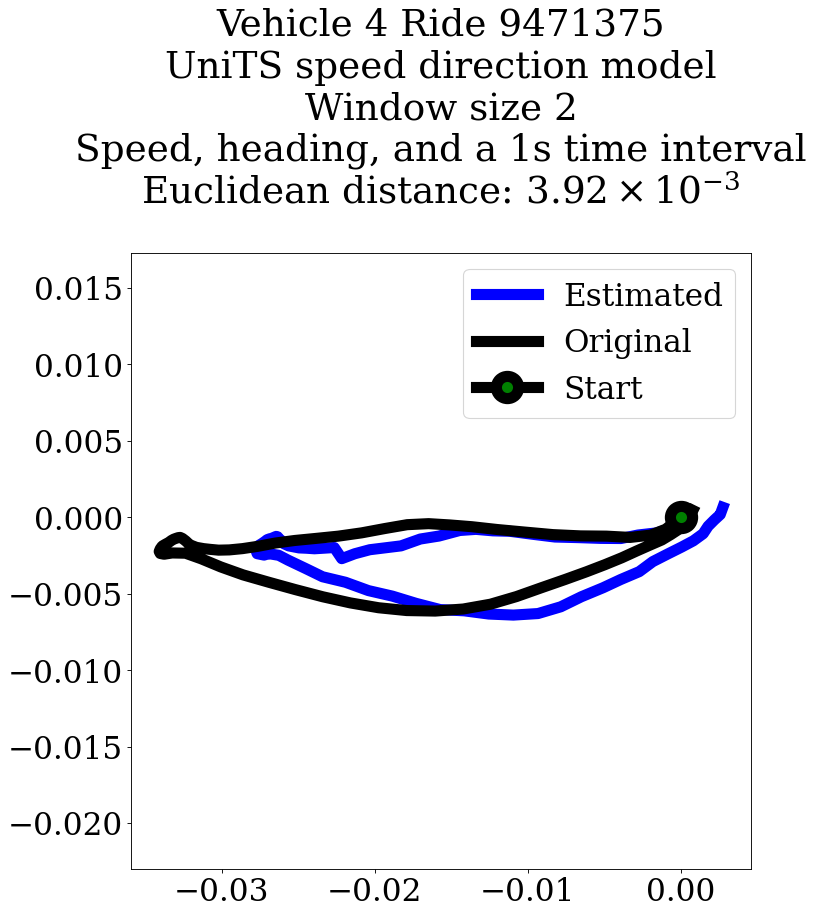 Vehicle 4 Ride 9471375
UniTS speed direction model
Window size 2
Speed, heading, and a 1s time interval
Euclidean distance: 3.92 × 10⁻³
Estimated
Original
Start
0.015
0.010
0.005
0.000
−0.005
−0.010
−0.015
−0.020
−0.03 −0.02 −0.01 0.00